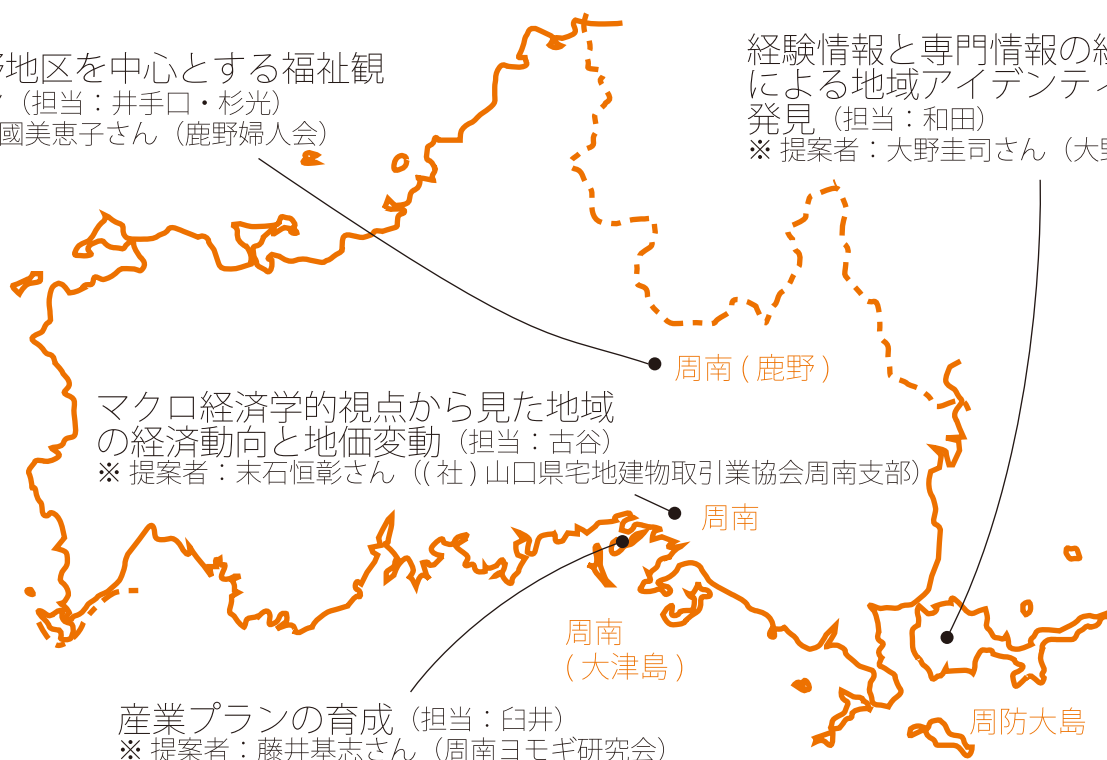 野地区を中心とする福祉観
（担当：井手口・杉光）
國美恵子さん（鹿野婦人会）
経験情報と専門情報の
による地域アイデンティ
発見（担当：和田）
※ 提案者：大野圭司さん（大野
周南 ( 鹿野 )
マクロ経済学的視点から見た地域
の経済動向と地価変動（担当：古谷）
※ 提案者：末石恒彰さん（( 社 ) 山口県宅地建物取引業協会周南支部）
周南
周南
( 大津島 )
産業プランの育成（担当：臼井）
※ 提案者：藤井基志さん（周南ヨモギ研究会）
周防大島